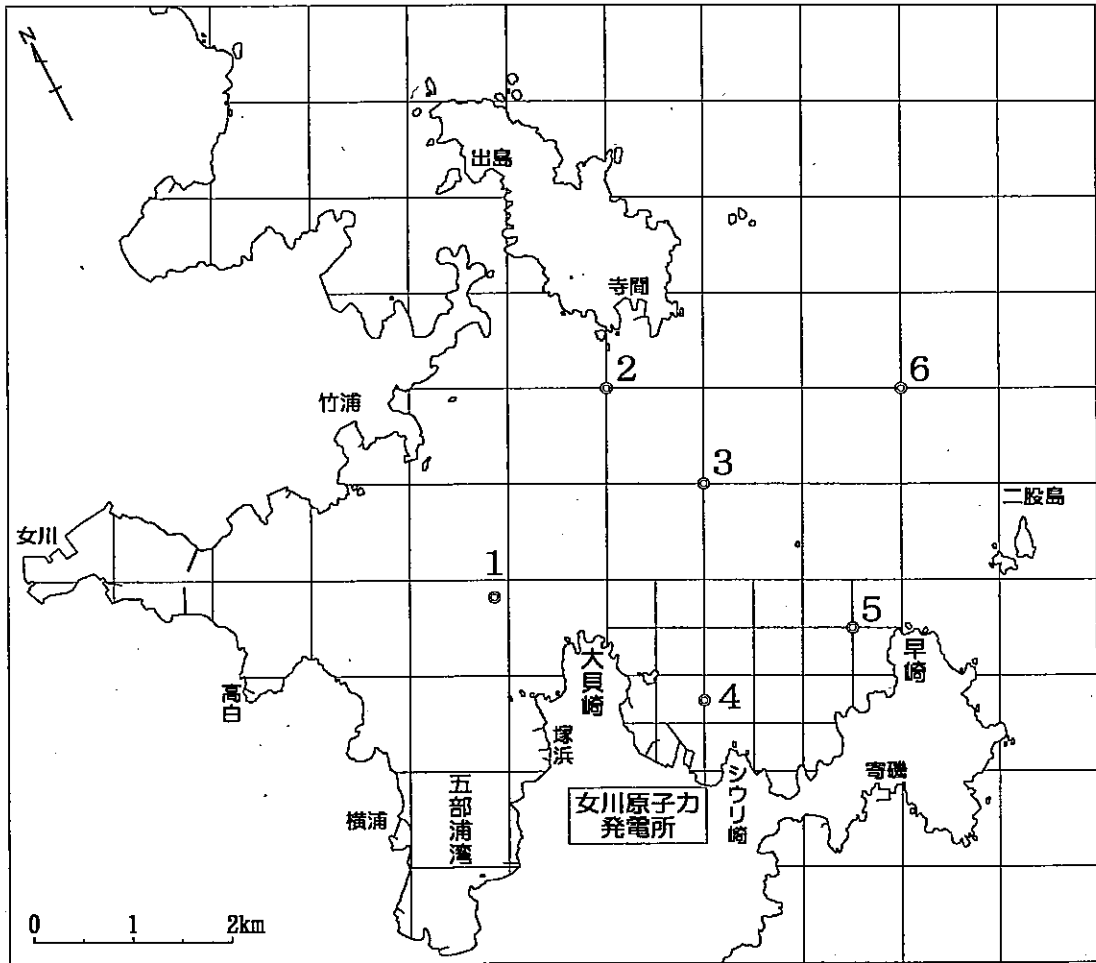 N
出島
寺間
2
6
竹浦
3
二股島
女川
1
5
大貝崎
早崎
高白
4
塚浜
寄磯
シウリ崎
五部浦湾
女川原子力
発電所
横浦
0 1 2km